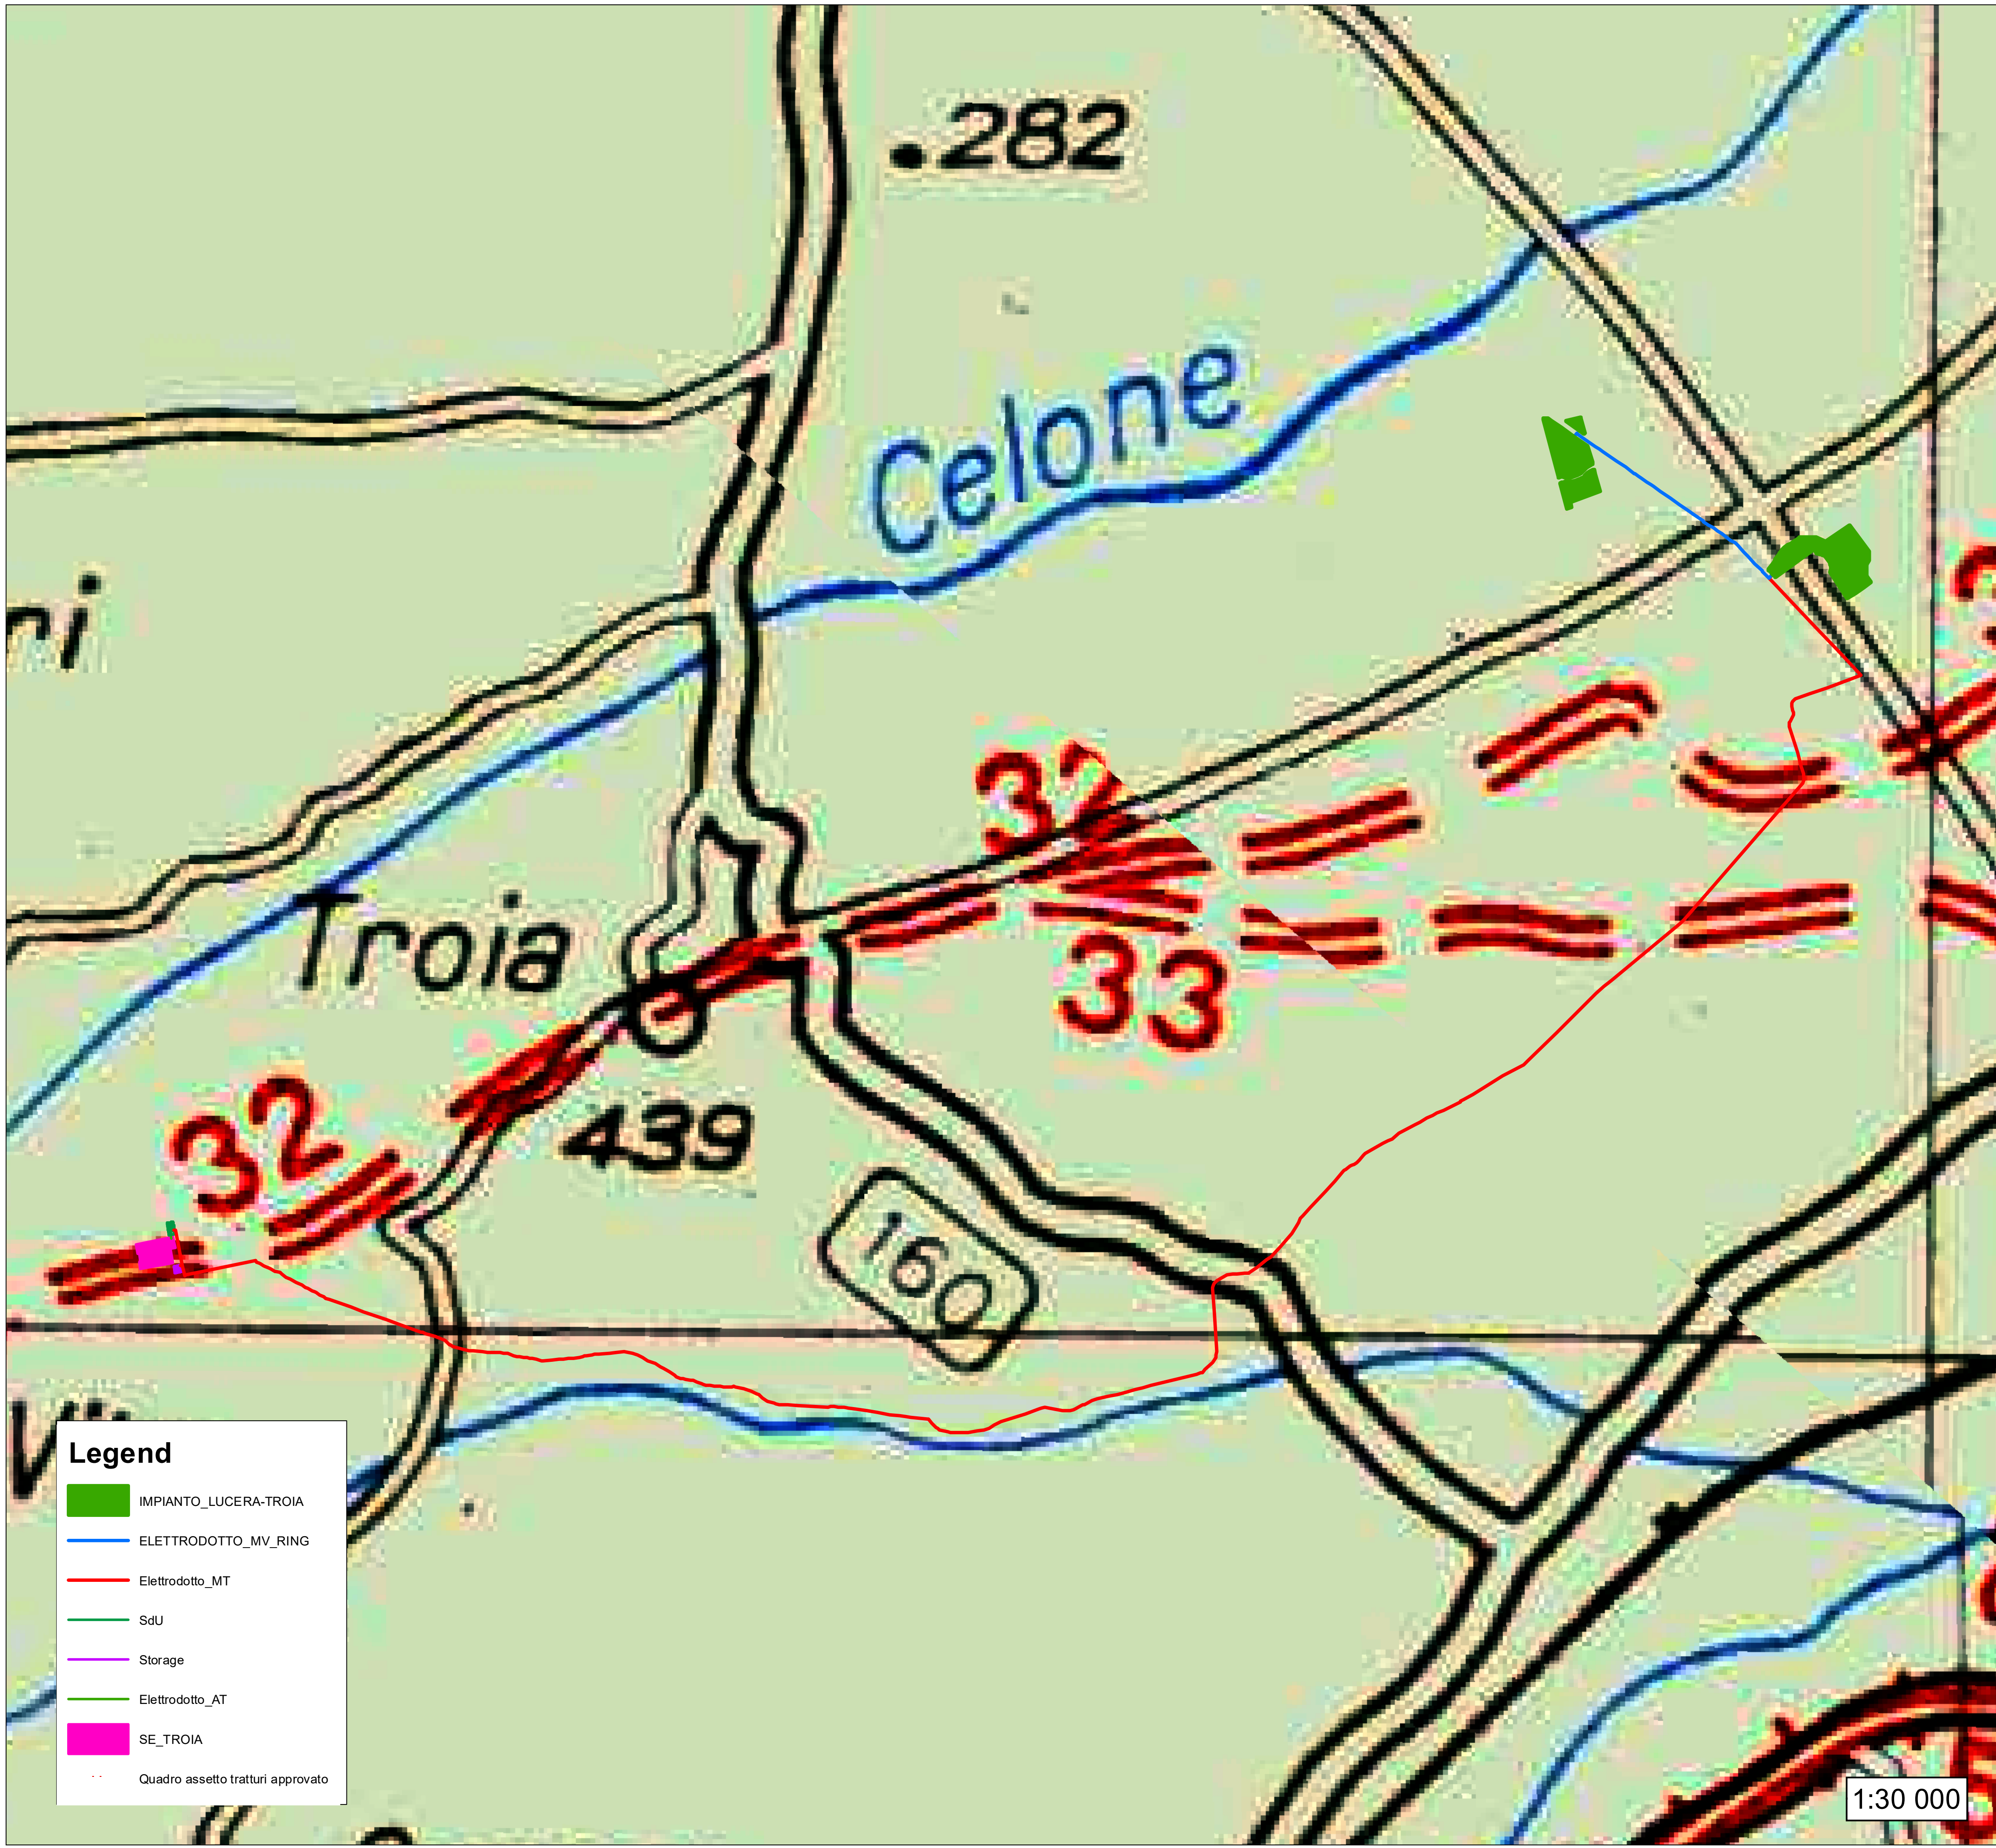 .282
Celone
ri
32
Troia
33
32
439
160
Legend
IMPIANTO_LUCERA-TROIA
ELETTRODOTTO_MV_RING
Elettrodotto_MT
SdU
Storage
Elettrodotto_AT
SE_TROIA
Quadro assetto tratturi approvato
1:30 000